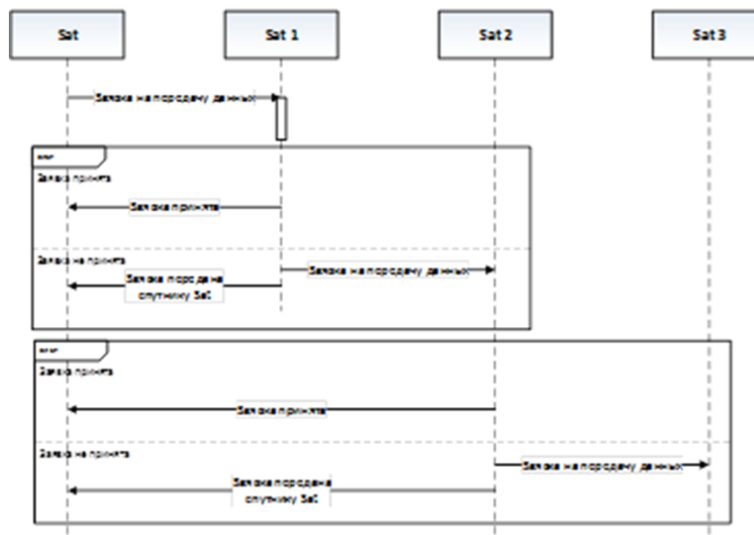 Sat
Sat 1
Sat 2
Sat 3
Заявка на передачу данных
Заявка принята
Заявка принята
Заявка не принята
Заявка на передачу данных
Заявка передана
спутнику Sat
Заявка принята
Заявка принята
Заявка не принята
Заявка на передачу данных
Заявка передана
спутнику Sat